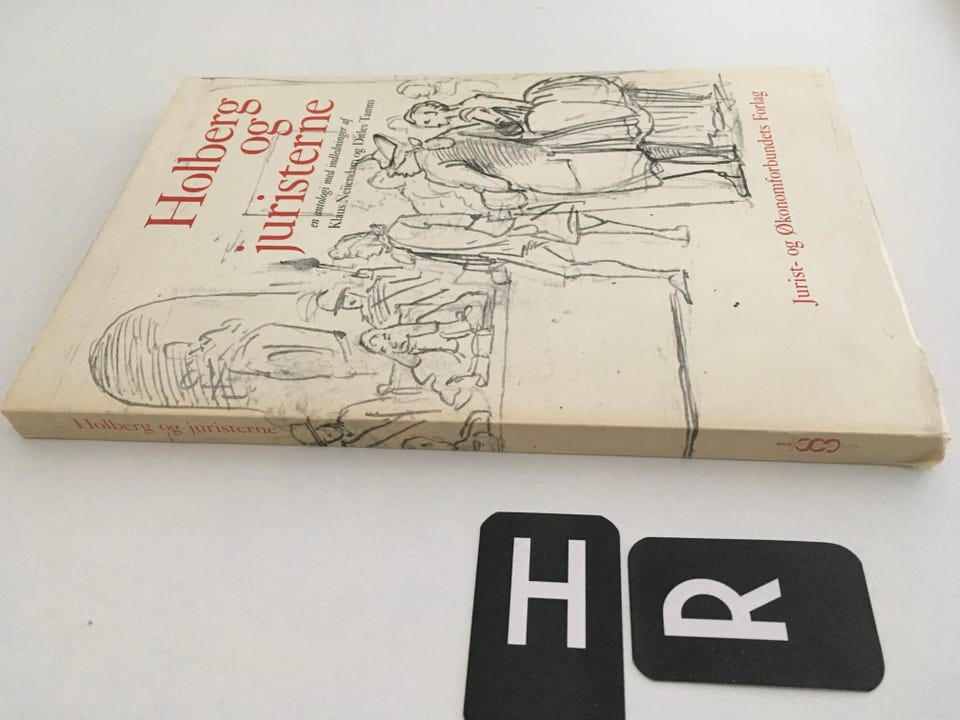 Holberg
og
juristerne
en antologi med indledninger af
Klaus Neiiendam og Ditlev Tamm
Jurist- og Økonomforbundets Forlag
Holberg og juristerne
H
R